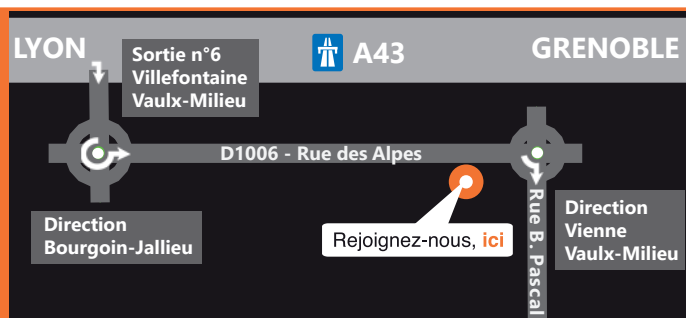 LYON
Sortie n°6
Villefontaine
Vaulx-Milieu
A43
GRENOBLE
D1006 - Rue des Alpes
Direction
Bourgoin-Jallieu
Rejoignez-nous, ici
Rue B. Pascal
Direction
Vienne
Vaulx-Milieu